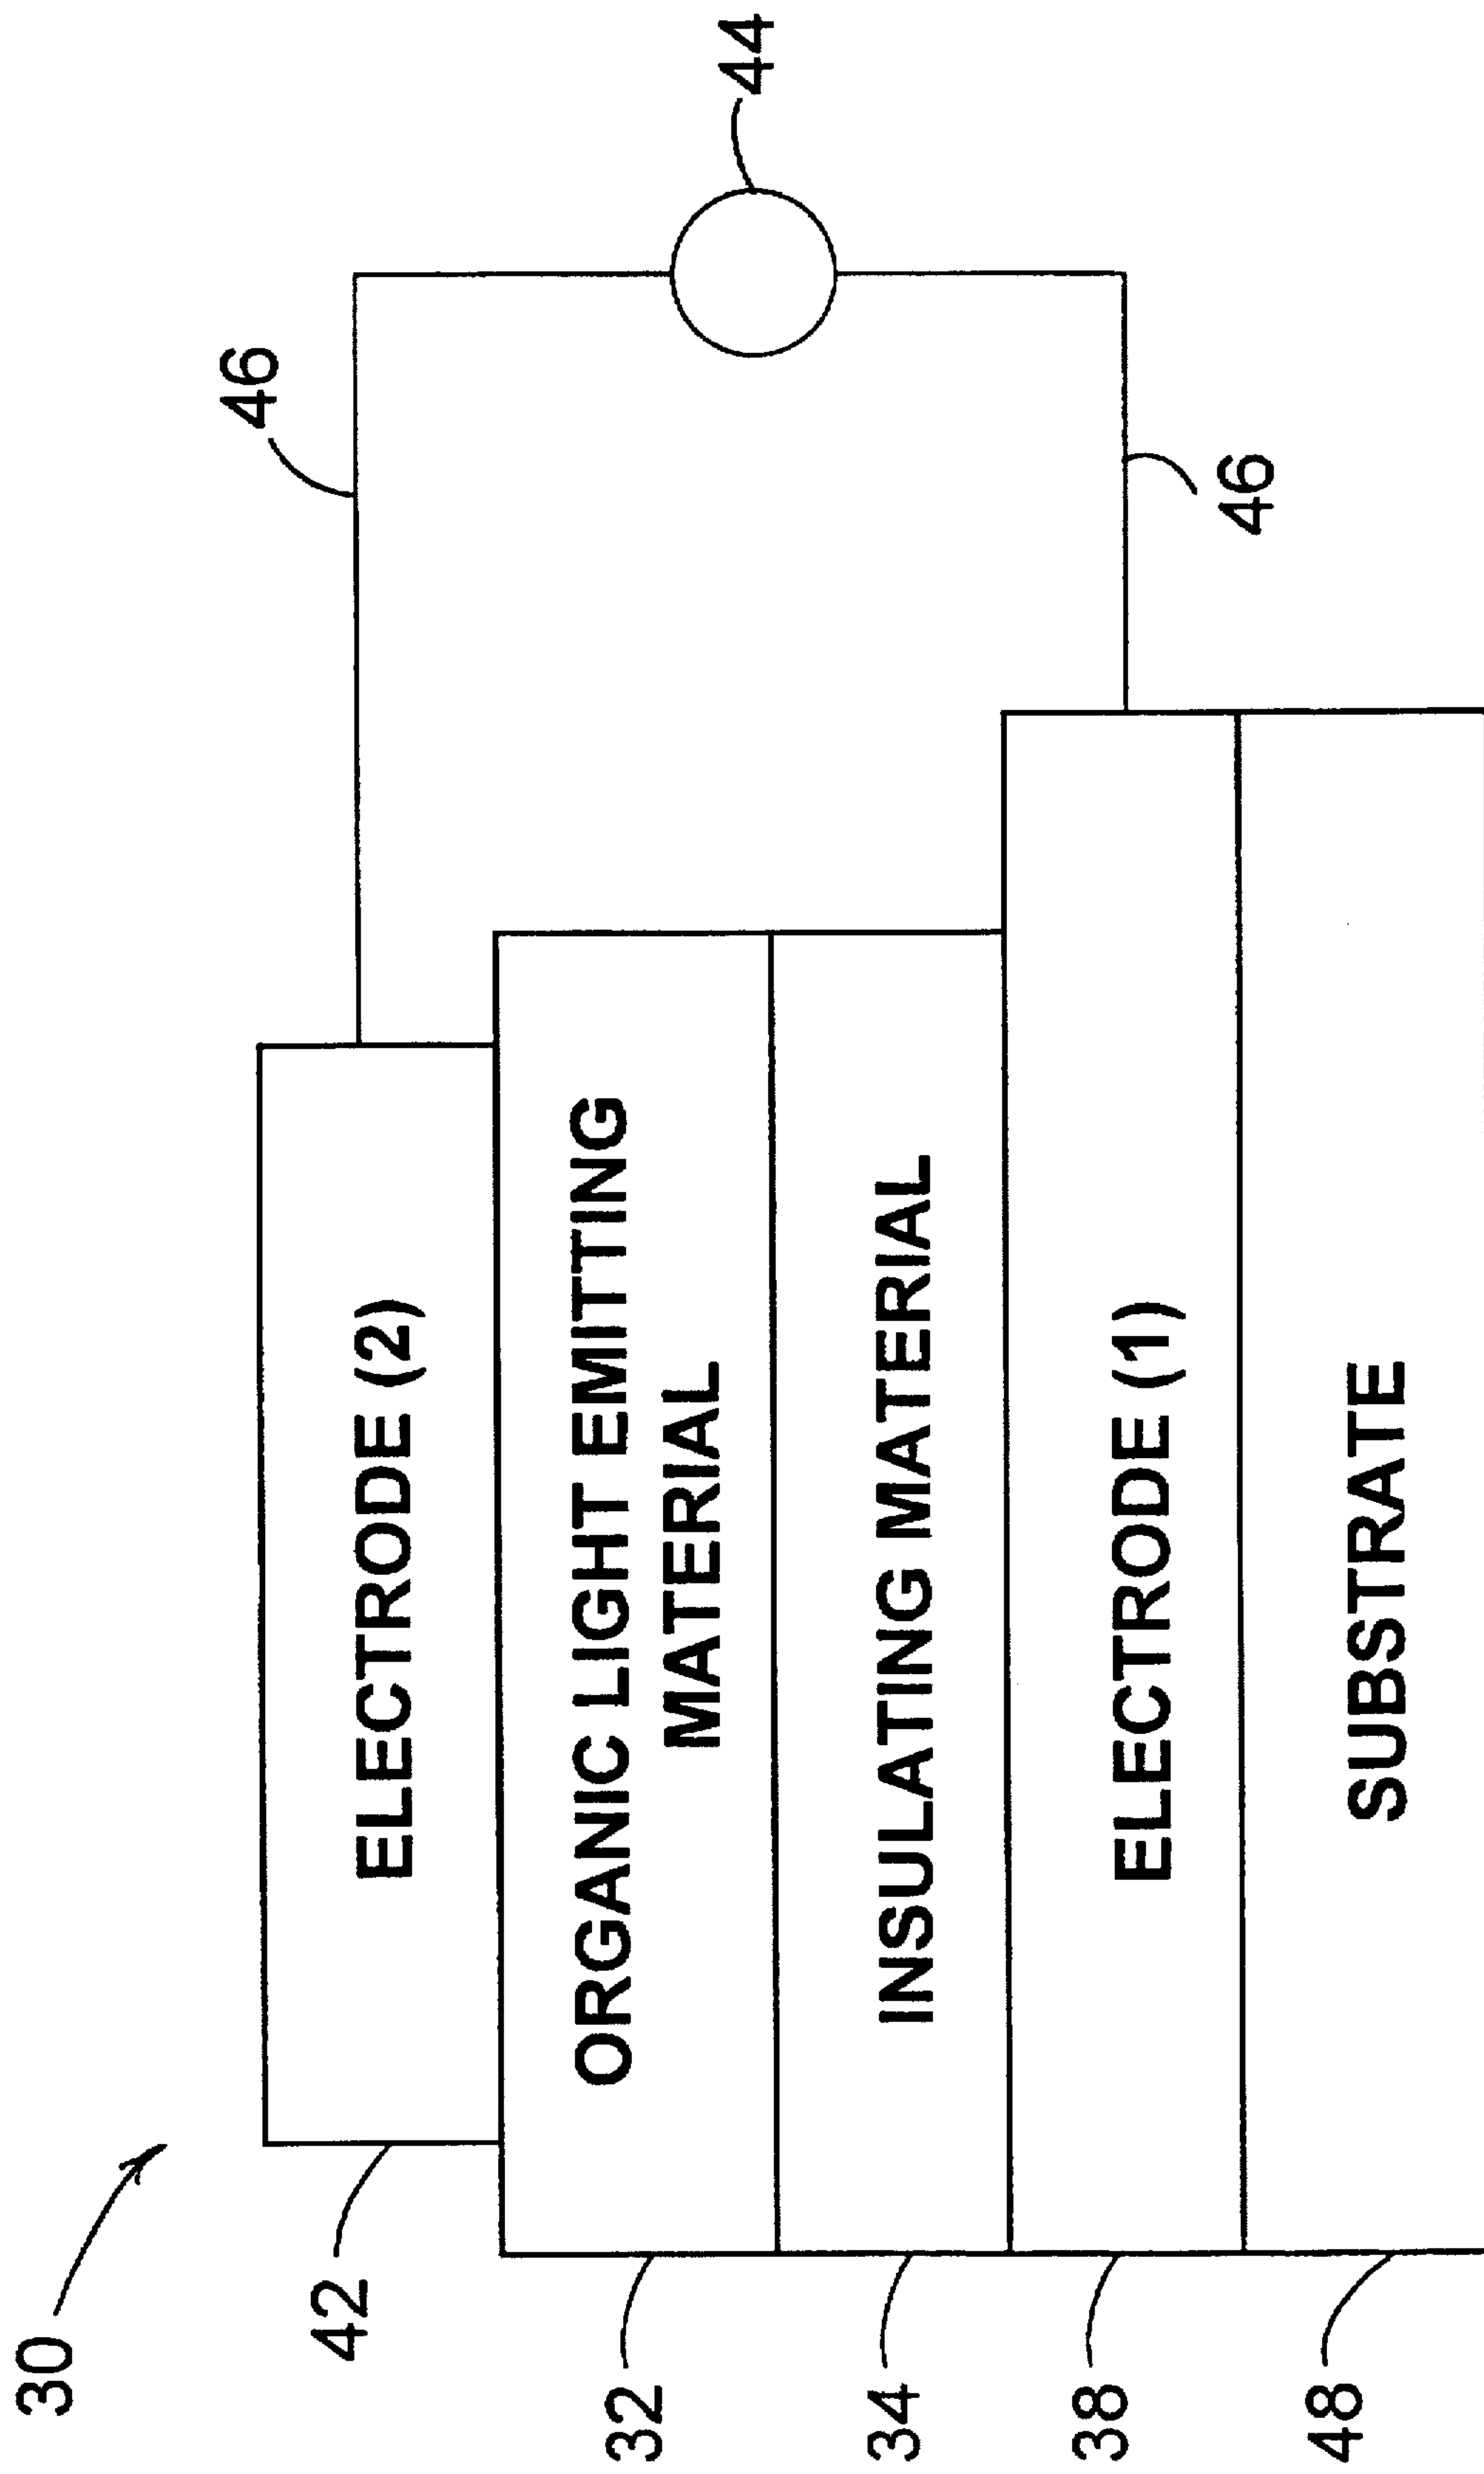 30
44
46
42
ELECTRODE (2)
32
ORGANIC LIGHT EMITTING
MATERIAL
34
INSULATING MATERIAL
46
38
ELECTRODE (1)
48
SUBSTRATE